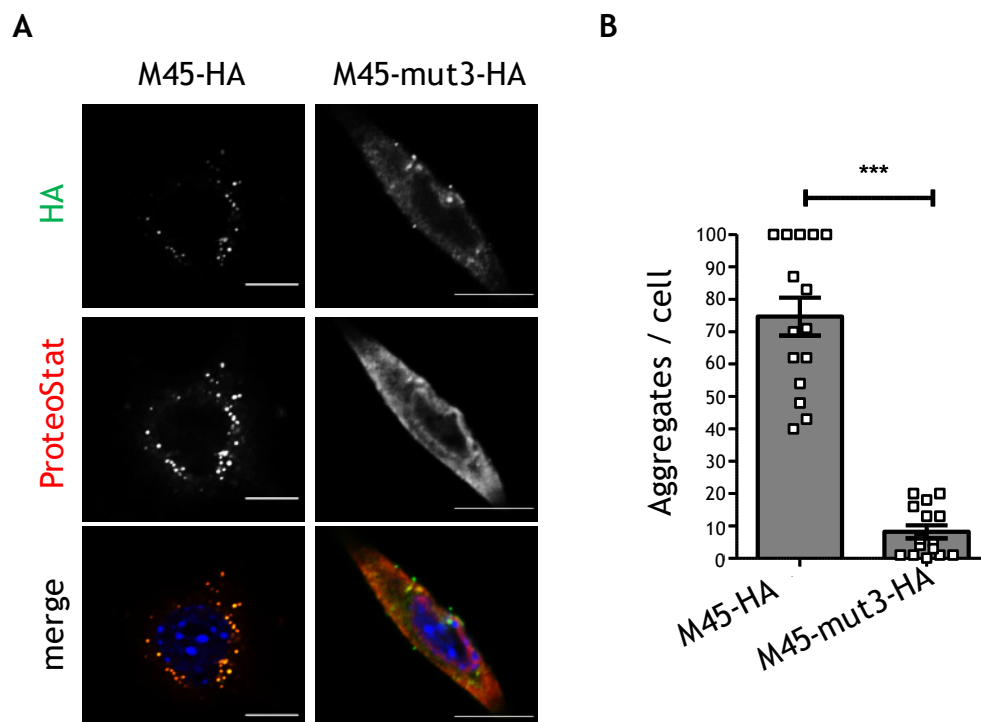 A
M45-HA M45-mut3-HA
HA
ProteoStat
merge
B
***
Aggregates / cell
100
90
80
70
60
50
40
30
20
10
0
M45-HA
M45-mut3-HA